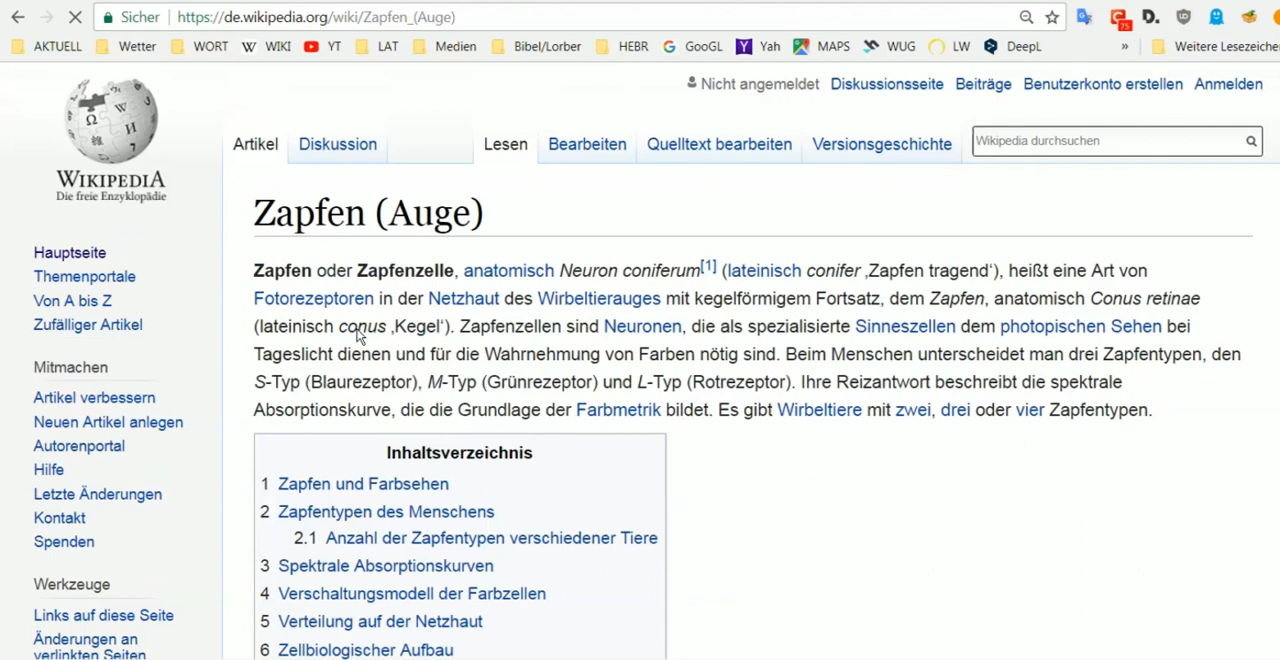 Sicher https://de.wikipedia.org/wiki/Zapfen_(Auge)
75 D.
AKTUELL Wetter WORT W WIKI YT LAT Medien Bibel/Lorber HEBR G GooGL Y Yah MAPS WUG LW DeepL » Weitere Lesezeiche
Nicht angemeldet Diskussionsseite Beiträge Benutzerkonto erstellen Anmelden
Artikel Diskussion Lesen Bearbeiten Quelltext bearbeiten Versionsgeschichte Wikipedia durchsuchen
WIKIPEDIA
Die freie Enzyklopädie
Zapfen (Auge)
Hauptseite
Themenportale
Von A bis Z
Zufälliger Artikel
Mitmachen
Artikel verbessern
Neuen Artikel anlegen
Autorenportal
Hilfe
Letzte Änderungen
Kontakt
Spenden
Werkzeuge
Links auf diese Seite
Änderungen an
verlinkten Seiten
Zapfen oder Zapfenzelle, anatomisch Neuron coniferum[1] (lateinisch conifer ‚Zapfen tragend‘), heißt eine Art von
Fotorezeptoren in der Netzhaut des Wirbeltierauges mit kegelförmigem Fortsatz, dem Zapfen, anatomisch Conus retinae
(lateinisch conus ‚Kegel‘). Zapfenzellen sind Neuronen, die als spezialisierte Sinneszellen dem photopischen Sehen bei
Tageslicht dienen und für die Wahrnehmung von Farben nötig sind. Beim Menschen unterscheidet man drei Zapfentypen, den
S-Typ (Blaurezeptor), M-Typ (Grünrezeptor) und L-Typ (Rotrezeptor). Ihre Reizantwort beschreibt die spektrale
Absorptionskurve, die die Grundlage der Farbmetrik bildet. Es gibt Wirbeltiere mit zwei, drei oder vier Zapfentypen.
Inhaltsverzeichnis
1 Zapfen und Farbsehen
2 Zapfentypen des Menschens
2.1 Anzahl der Zapfentypen verschiedener Tiere
3 Spektrale Absorptionskurven
4 Verschaltungsmodell der Farbzellen
5 Verteilung auf der Netzhaut
6 Zellbiologischer Aufbau